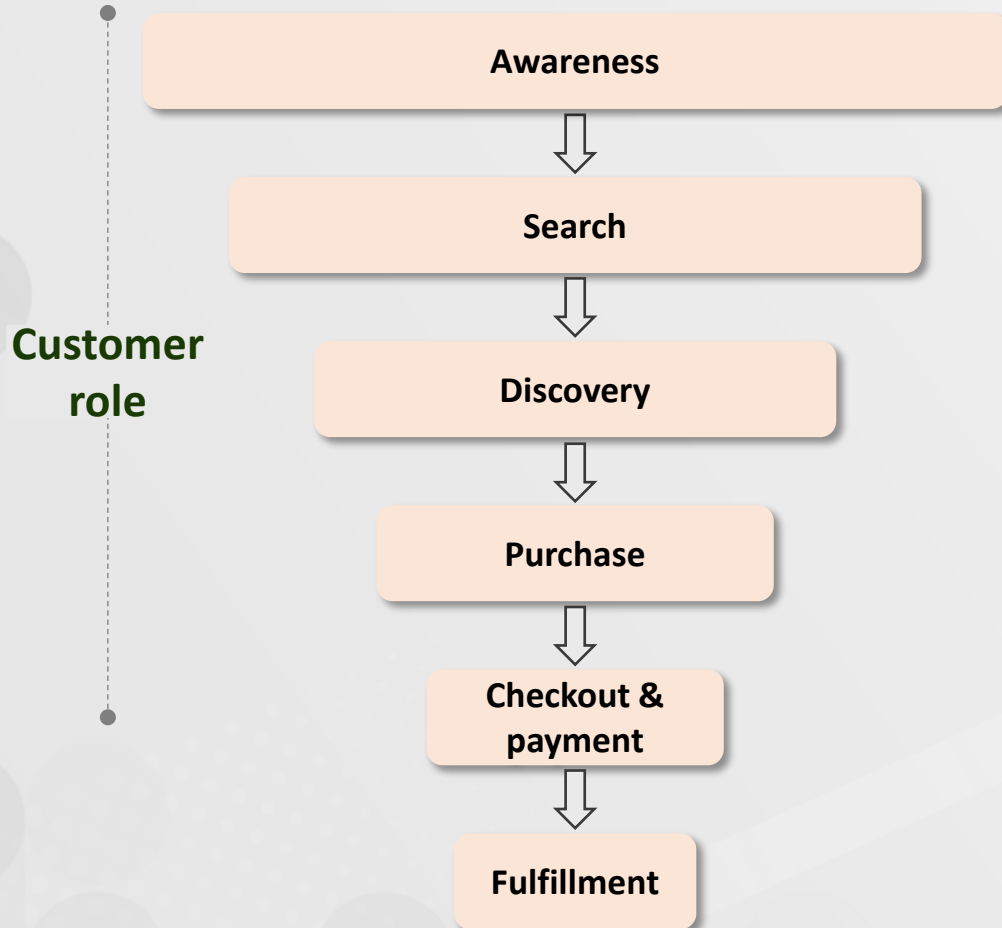 Awareness
Search
Customer
role
Discovery
Purchase
Checkout &
payment
Fulfillment